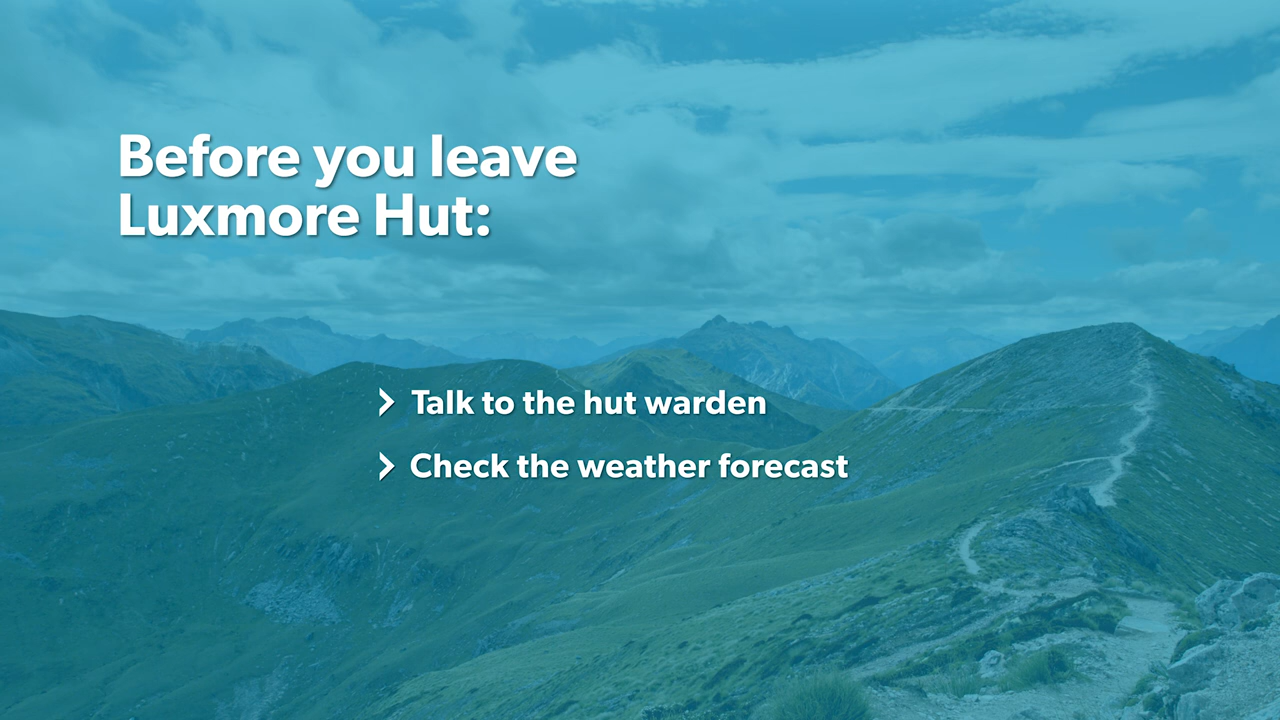 Before you leave
Luxmore Hut:
Talk to the hut warden
Check the weather forecast